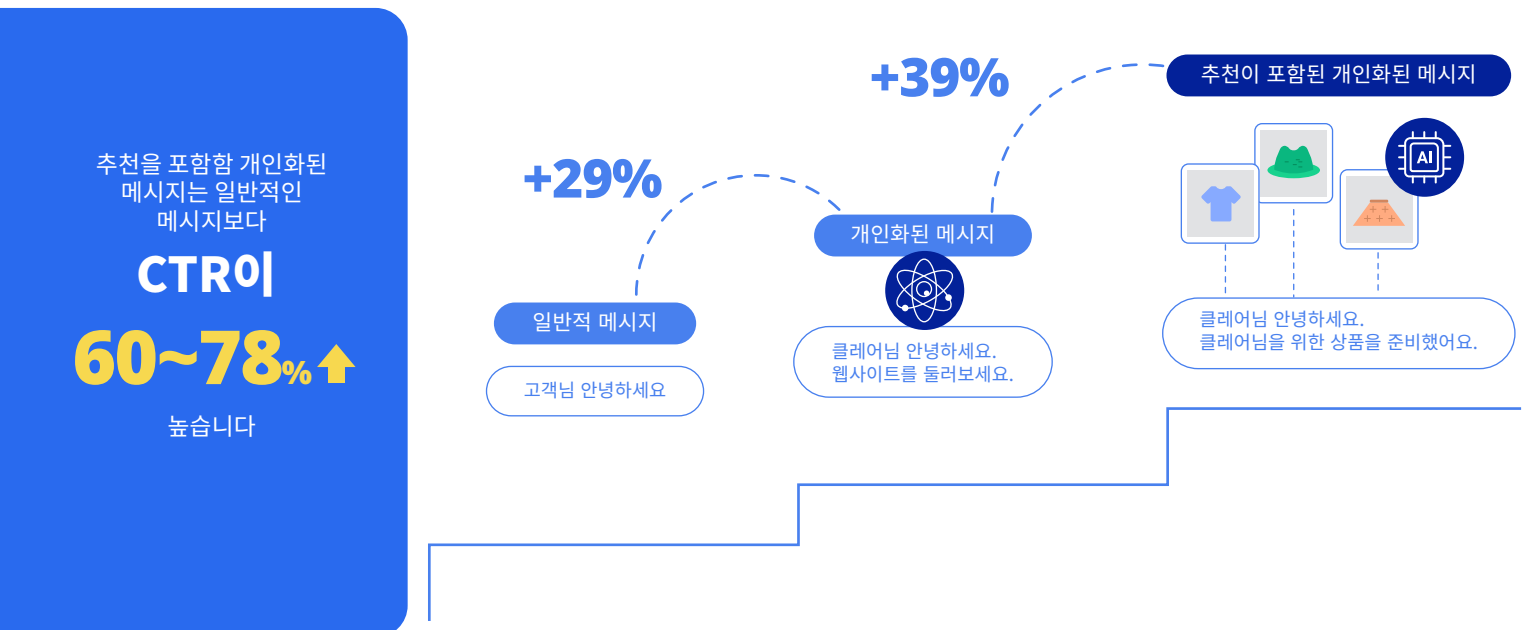 추천을 포함함 개인화된
메시지는 일반적인
메시지보다
CTR이
60~78%
높습니다
+29%
일반적 메시지
고객님 안녕하세요
+39%
개인화된 메시지
클레어님 안녕하세요.
웹사이트를 둘러보세요.
추천이 포함된 개인화된 메시지
AI
클레어님 안녕하세요.
클레어님을 위한 상품을 준비했어요.